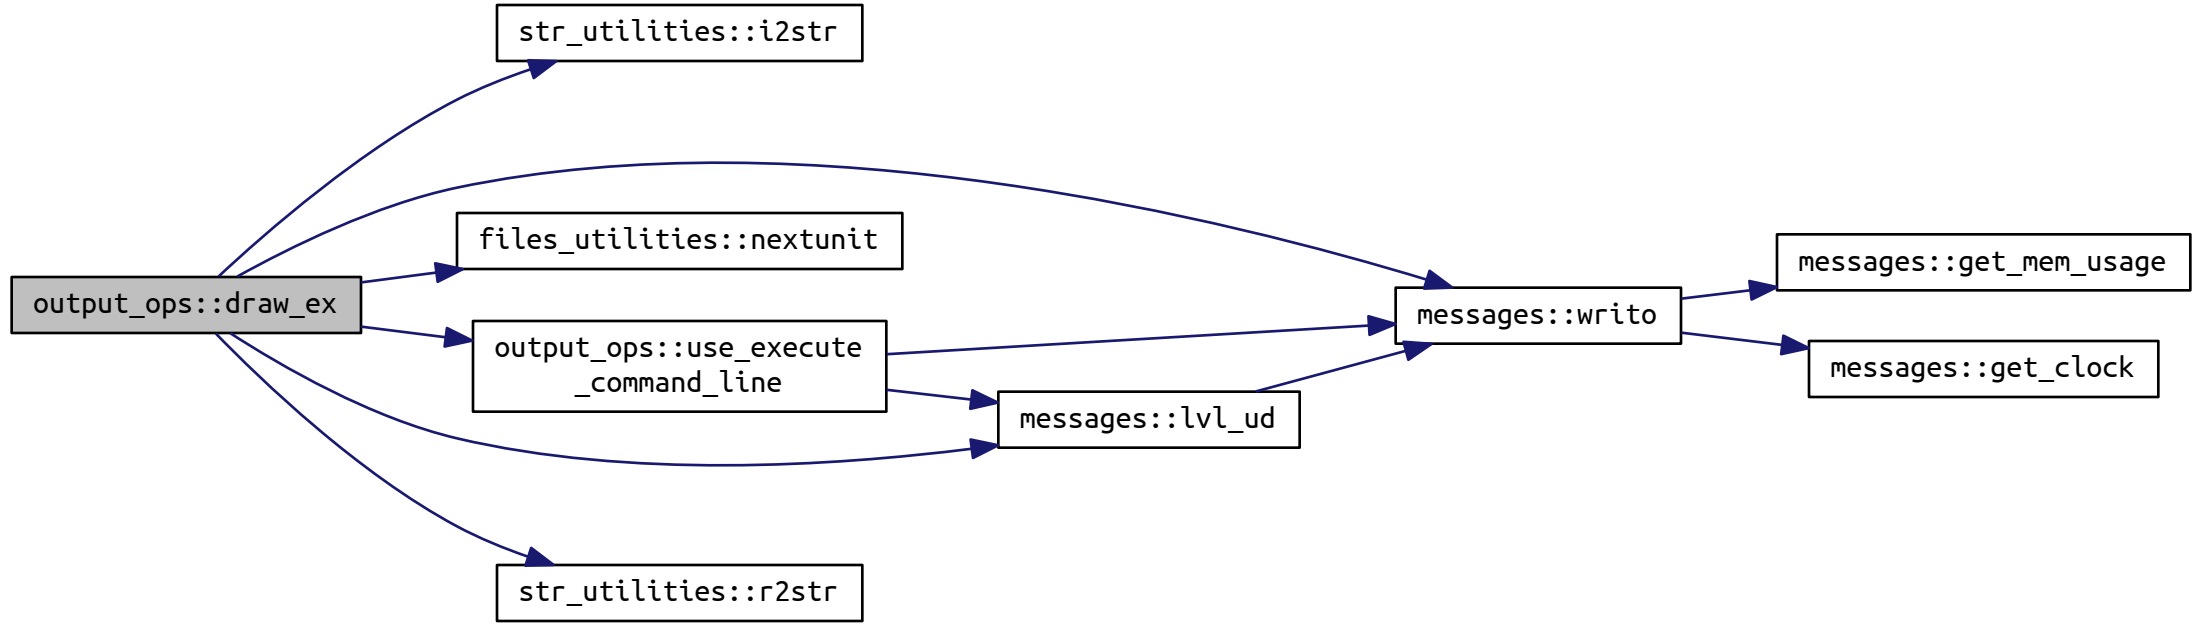 str_utilities::i2str
files_utilities::nextunit
output_ops::draw_ex
output_ops::use_execute
_command_line
messages::lvl_ud
str_utilities::r2str
messages::writo
messages::get_mem_usage
messages::get_clock